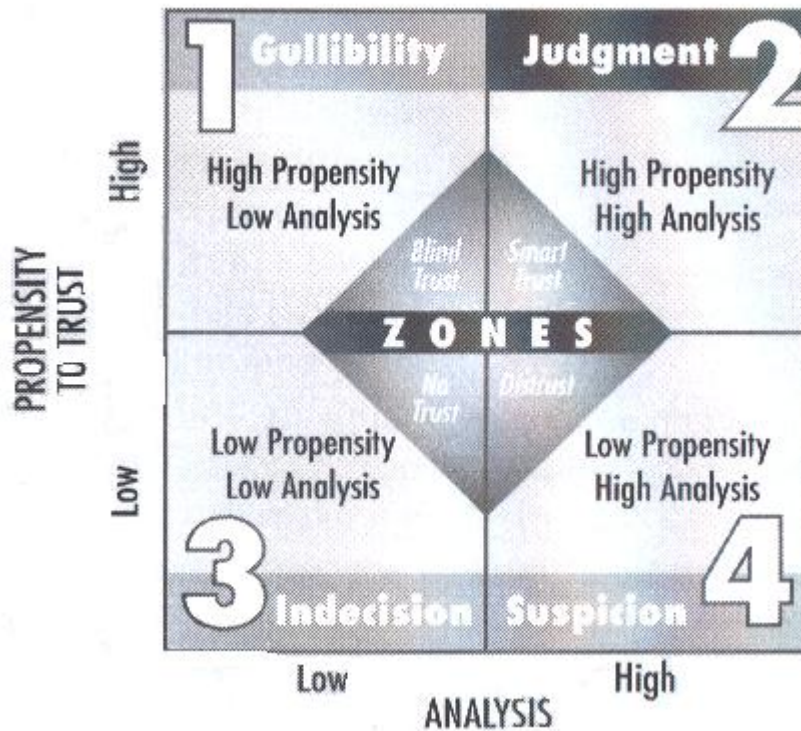 1 Gullibility
Judgment 2
High Propensity
Low Analysis
High Propensity
High Analysis
Blind
Trust
Smart
Trust
ZONES
No
Trust
Distrust
Low Propensity
Low Analysis
Low Propensity
High Analysis
3 Indecision
Suspicion 4
High
Low
PROPENSITY
TO TRUST
Low
High
ANALYSIS